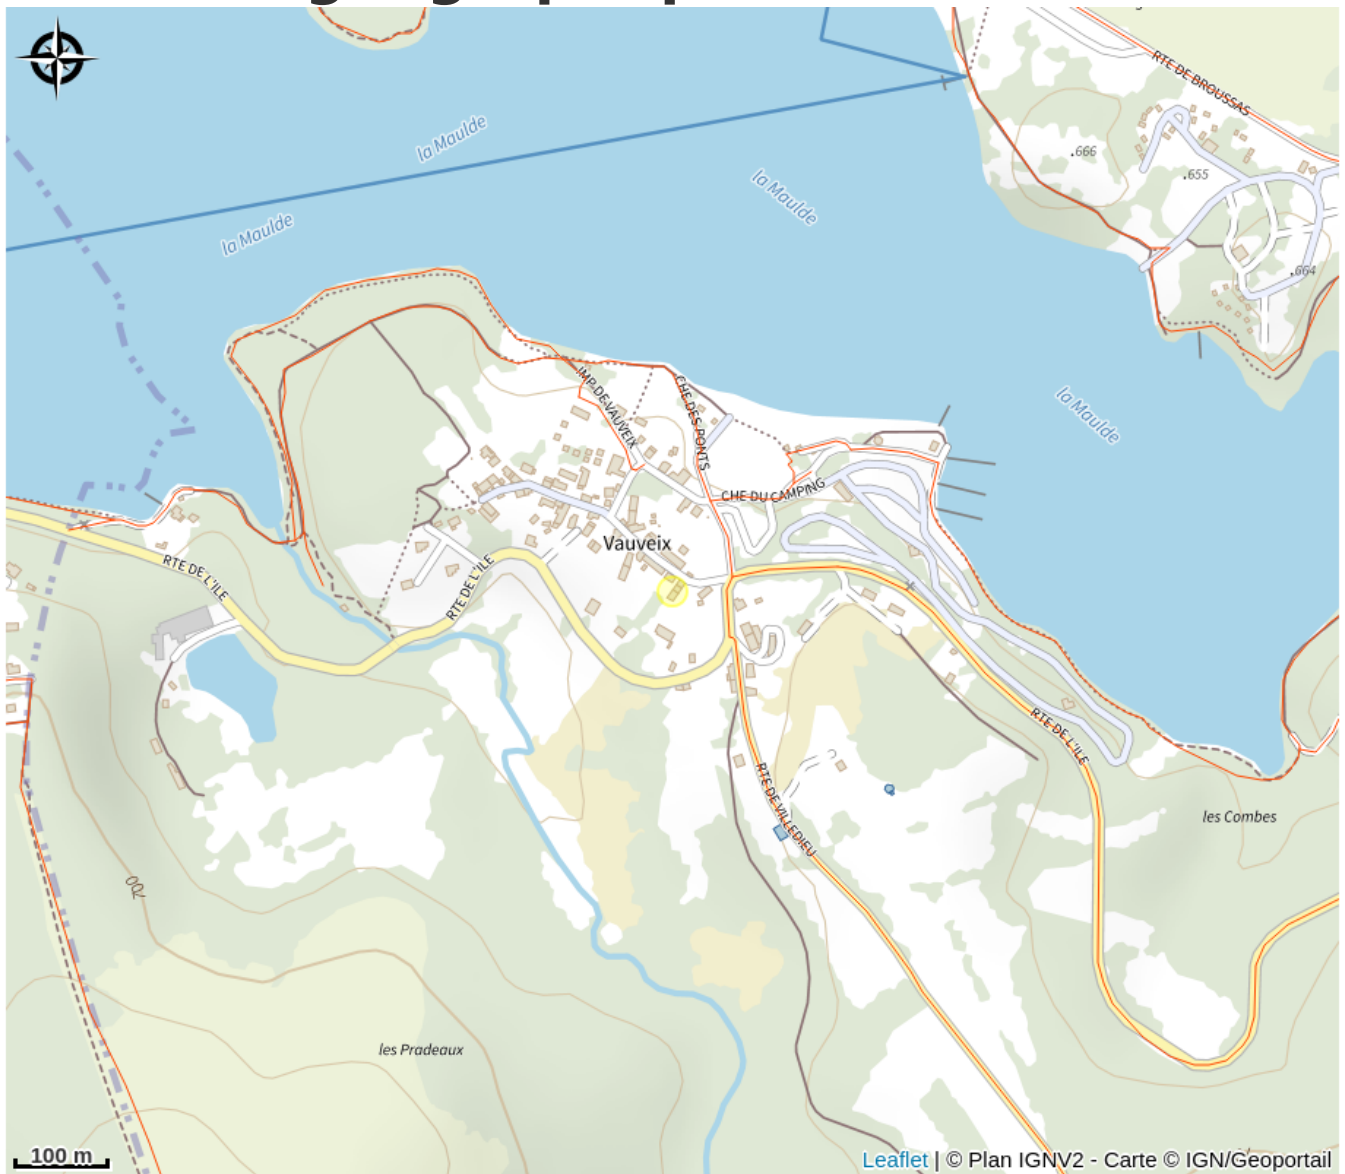 RTE DE BROUSSAS
la Maulde
.666
.655
la Maulde
la Maulde
.664
IMP DE VAUVEIX
CHE DES PONTS
la Maulde
CHE DU CAMPING
Vauveix
RTE DE L'ILE
RTE DE L'ILE
RTE DE L'ILE
RTE DE VILLEDIEU
les Combes
700
les Pradeaux
100 m
Leaflet | © Plan IGNV2 - Carte © IGN/Geoportail